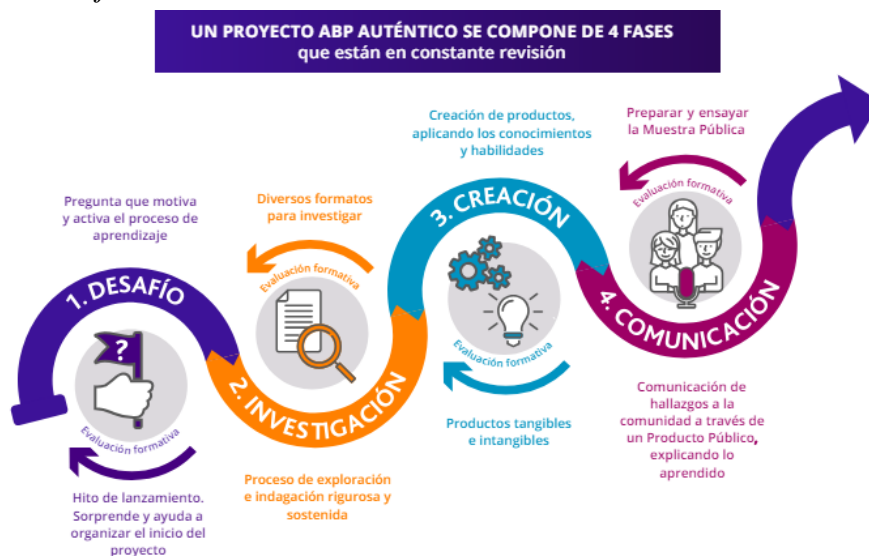 UN PROYECTO ABP AUTÉNTICO SE COMPONE DE 4 FASES
que están en constante revisión
Pregunta que motiva
y activa el proceso de
aprendizaje
1. DESAFÍO
?
Evaluación formativa
Hito de lanzamiento.
Sorprende y ayuda a
organizar el inicio del
proyecto
Diversos formatos
para investigar
Evaluación formativa
2. INVESTIGACIÓN
Proceso de exploración
e indagación rigurosa y
sostenida
Creación de productos,
aplicando los conocimientos
y habilidades
3. CREACIÓN
Evaluación formativa
Productos tangibles
e intangibles
Preparar y ensayar
la Muestra Pública
Evaluación formativa
4. COMUNICACIÓN
Comunicación de
hallazgos a la
comunidad a través de
un Producto Público,
explicando lo
aprendido